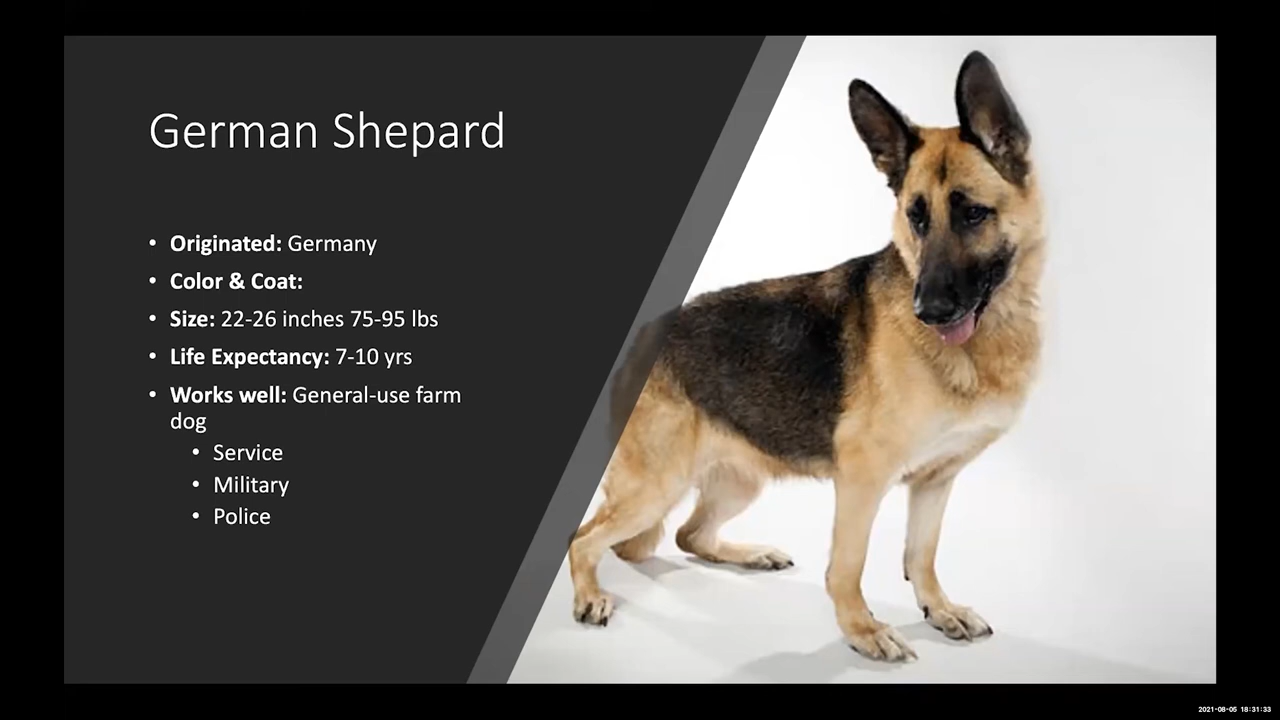 German Shepard
• Originated: Germany
• Color & Coat:
• Size: 22-26 inches 75-95 lbs
• Life Expectancy: 7-10 yrs
• Works well: General-use farm
dog
• Service
• Military
• Police
2021-08-05 18:31:33